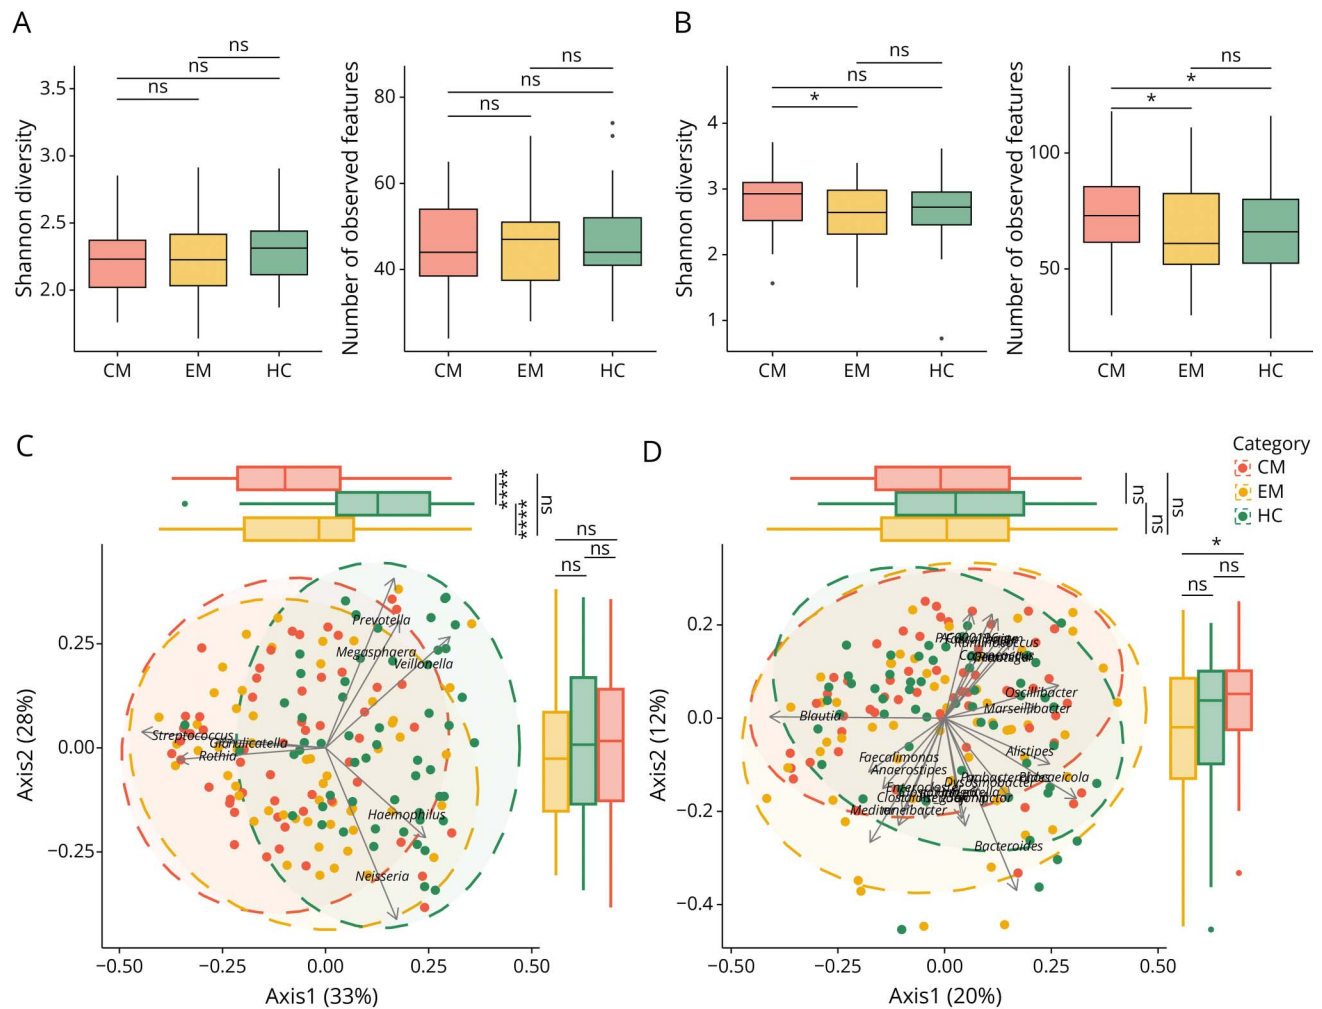 A
ns
ns
ns
Shannon diversity
3.5
3.0
2.5
2.0
CM EM HC
ns
ns
ns
Number of observed features
80
60
40
CM EM HC
B
ns
ns
*
Shannon diversity
4
3
2
1
CM EM HC
ns
*
*
Number of observed features
100
50
CM EM HC
C
****
****
ns
ns
ns
ns
Axis2 (28%)
0.25
0.00
−0.25
Prevotella
Megasphaera
Veillonella
Streptococcus
Granulicatella
Rothia
Haemophilus
Neisseria
−0.50 −0.25 0.00 0.25 0.50
Axis1 (33%)
D
Category
CM
EM
HC
ns
ns
ns
*
ns
ns
Axis2 (12%)
0.2
0.0
−0.2
−0.4
Oscillibacter
Marseillibacter
Blautia
Alistipes
Faecalimonas
Anaerostipes
Parabacteroides
Phocaeicola
Dysosmobacter
Bacteroides
−0.50 −0.25 0.00 0.25 0.50
Axis1 (20%)